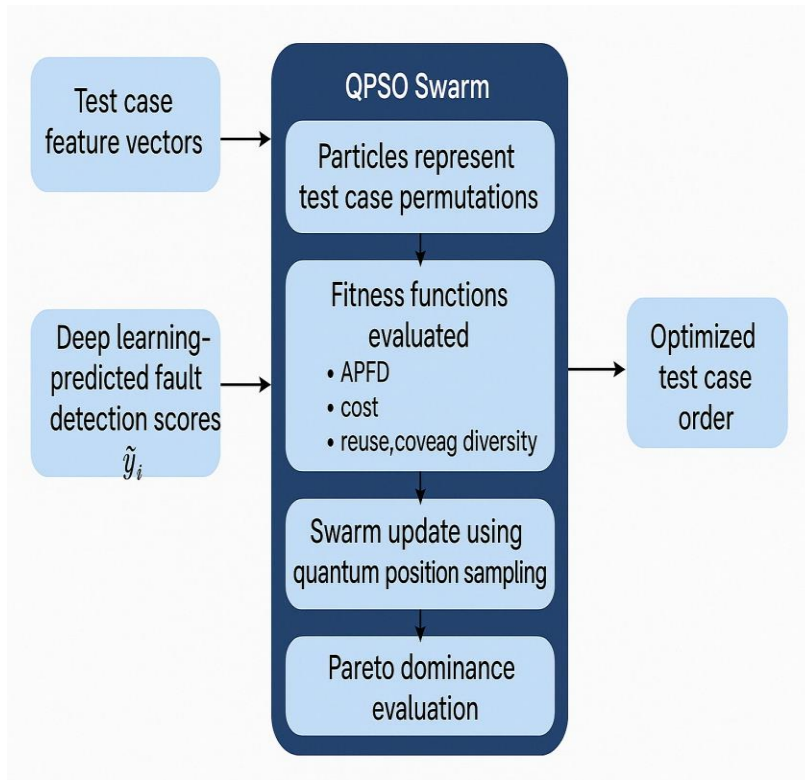 Test case
feature vectors
Deep learning-
predicted fault
detection scores
ỹᵢ
QPSO Swarm
Particles represent
test case permutations
Fitness functions
evaluated
• APFD
• cost
• reuse,coveag diversity
Swarm update using
quantum position sampling
Pareto dominance
evaluation
Optimized
test case
order